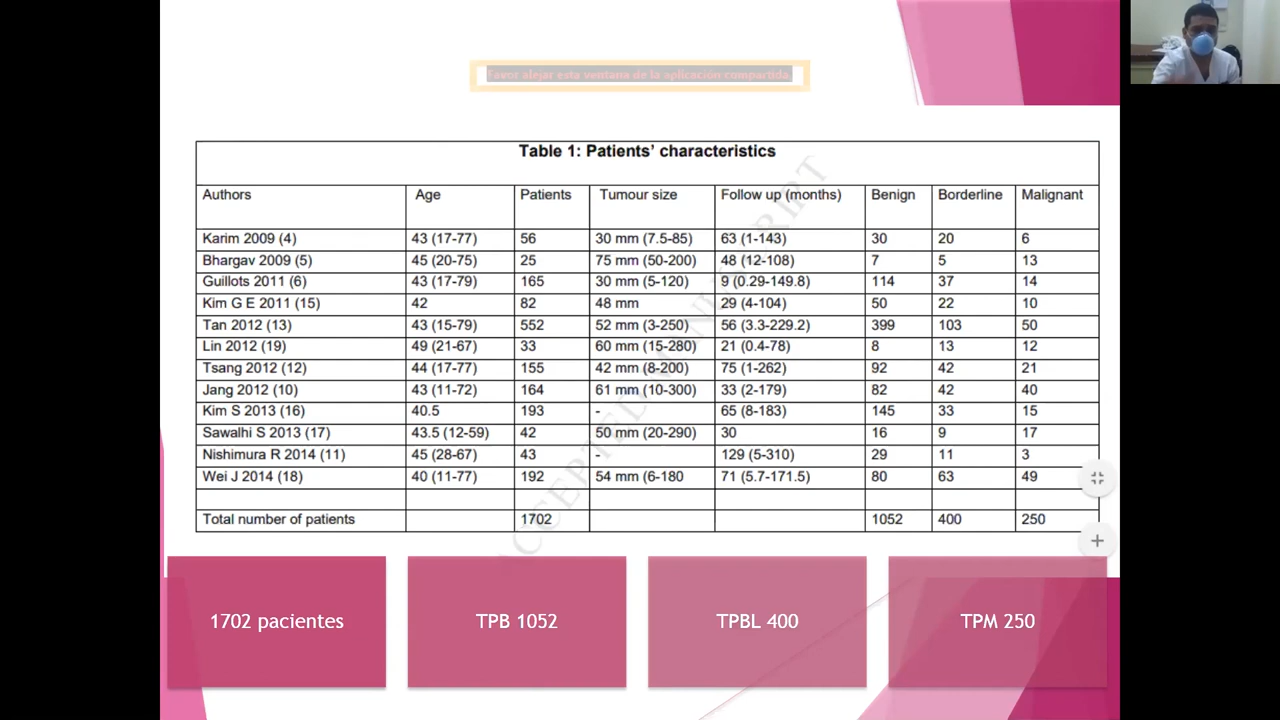 Favor alejar esta ventana de la aplicación compartida.
Table 1: Patients' characteristics
Authors Age Patients Tumour size Follow up (months) Benign Borderline Malignant
Karim 2009 (4) 43 (17-77) 56 30 mm (7.5-85) 63 (1-143) 30 20 6
Bhargav 2009 (5) 45 (20-75) 25 75 mm (50-200) 48 (12-108) 7 5 13
Guillots 2011 (6) 43 (17-79) 165 30 mm (5-120) 9 (0.29-149.8) 114 37 14
Kim G E 2011 (15) 42 82 48 mm 29 (4-104) 50 22 10
Tan 2012 (13) 43 (15-79) 552 52 mm (3-250) 56 (3.3-229.2) 399 103 50
Lin 2012 (19) 49 (21-67) 33 60 mm (15-280) 21 (0.4-78) 8 13 12
Tsang 2012 (12) 44 (17-77) 155 42 mm (8-200) 75 (1-262) 92 42 21
Jang 2012 (10) 43 (11-72) 164 61 mm (10-300) 33 (2-179) 82 42 40
Kim S 2013 (16) 40.5 193 - 65 (8-183) 145 33 15
Sawalhi S 2013 (17) 43.5 (12-59) 42 50 mm (20-290) 30 16 9 17
Nishimura R 2014 (11) 45 (28-67) 43 - 129 (5-310) 29 11 3
Wei J 2014 (18) 40 (11-77) 192 54 mm (6-180 71 (5.7-171.5) 80 63 49
Total number of patients 1702 1052 400 250
ACCEPTED MANUSCRIPT
1702 pacientes
TPB 1052
TPBL 400
TPM 250